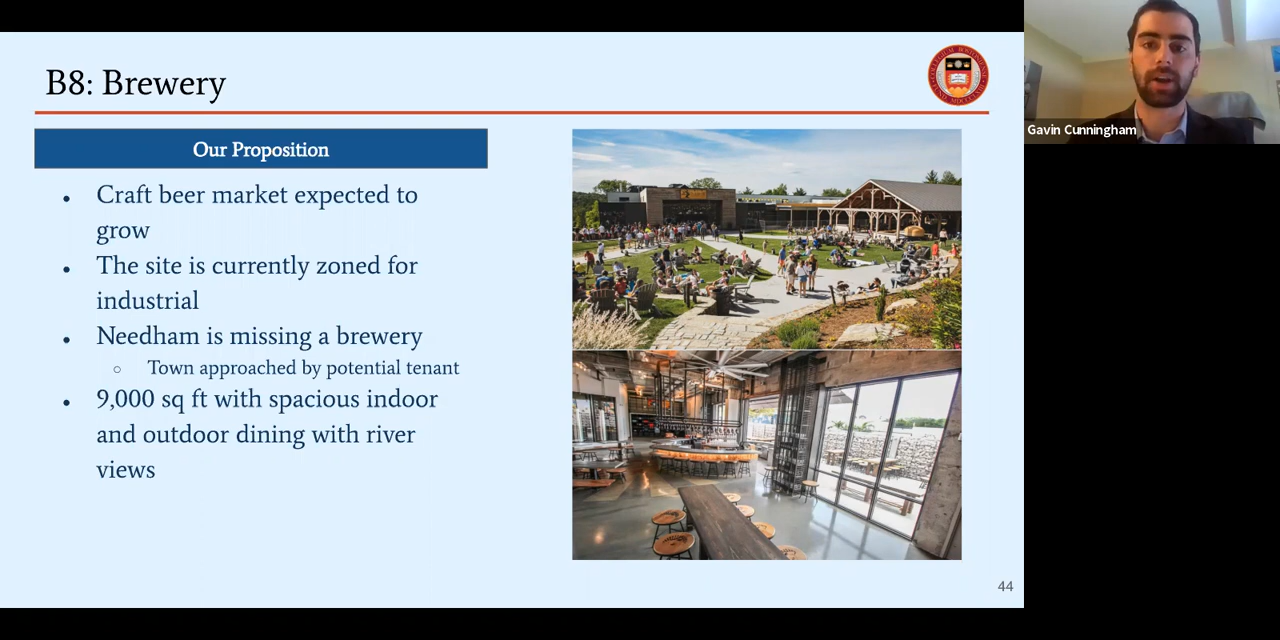 B8: Brewery
Our Proposition
• Craft beer market expected to
grow
• The site is currently zoned for
industrial
• Needham is missing a brewery
○ Town approached by potential tenant
• 9,000 sq ft with spacious indoor
and outdoor dining with river
views
44
Gavin Cunningham